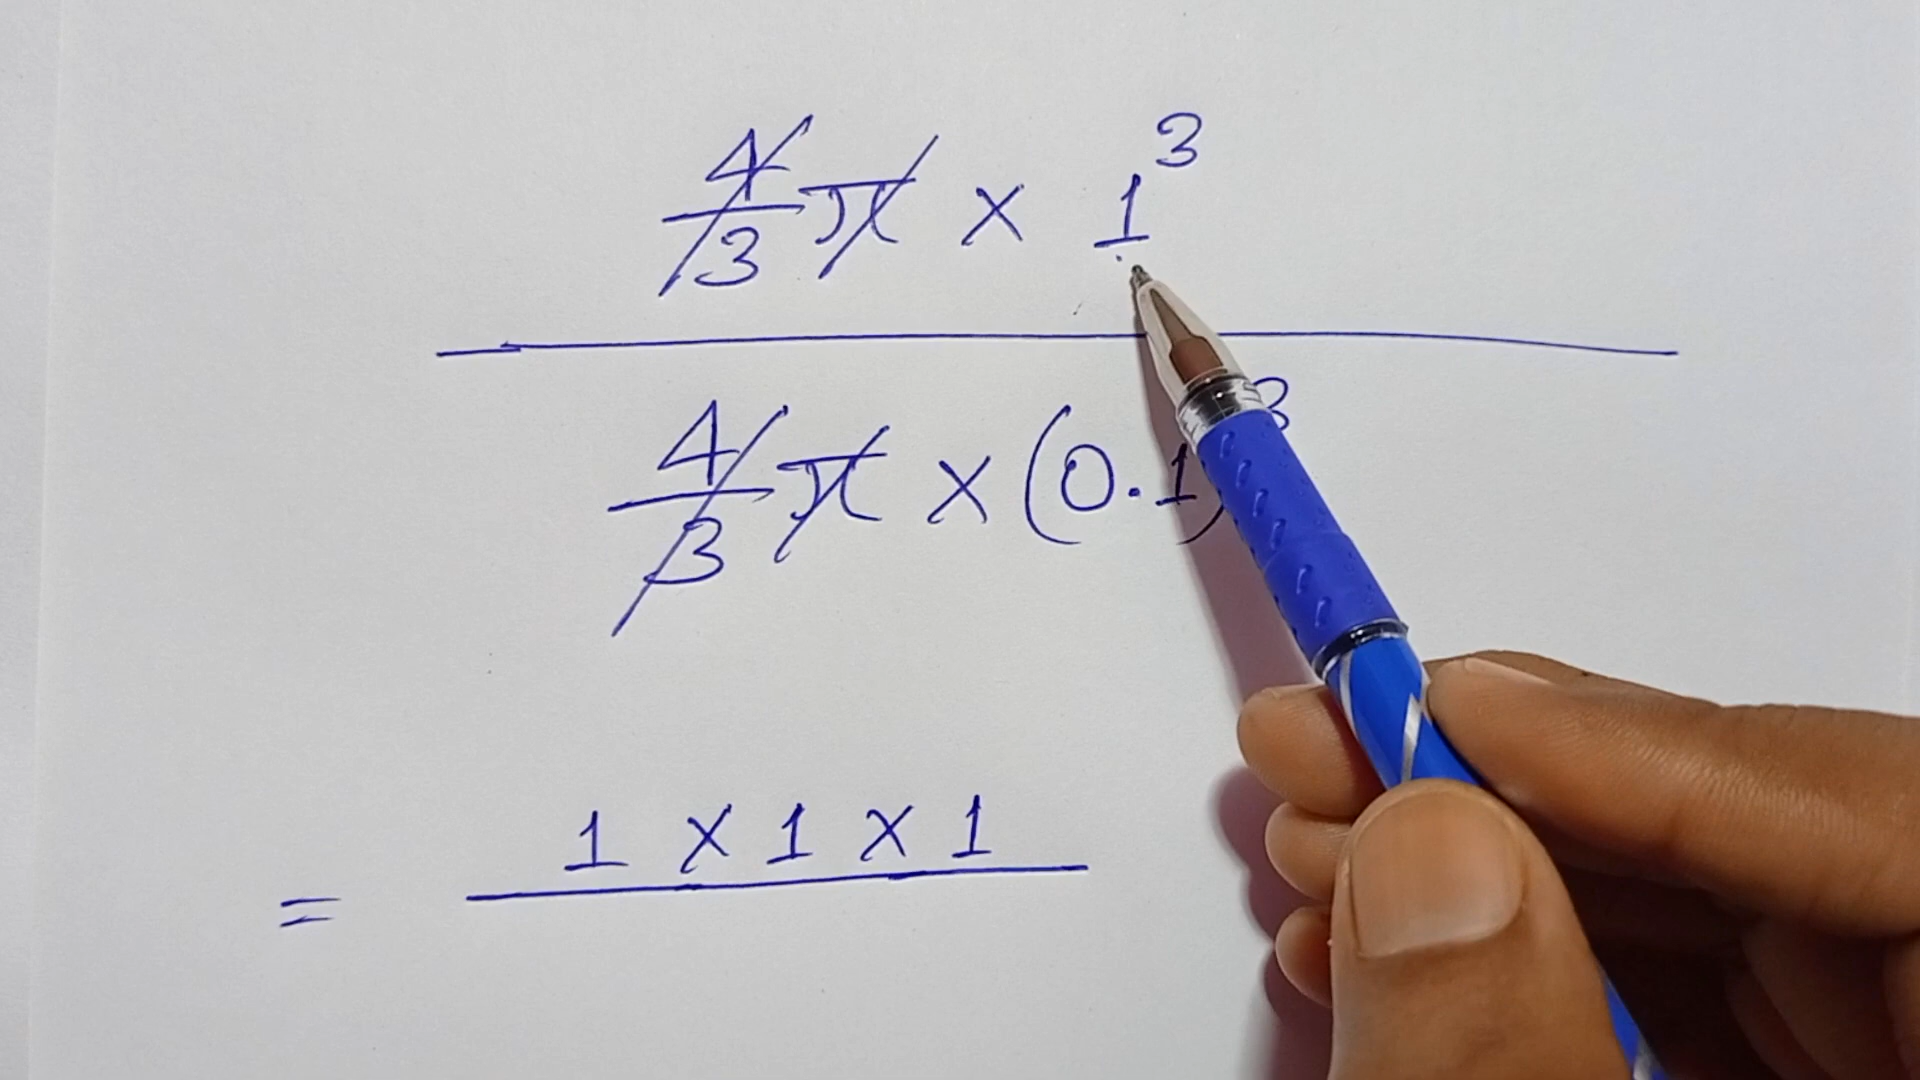 4/3 π × 1³
4/3 π × (0.1)³
= 1 × 1 × 1